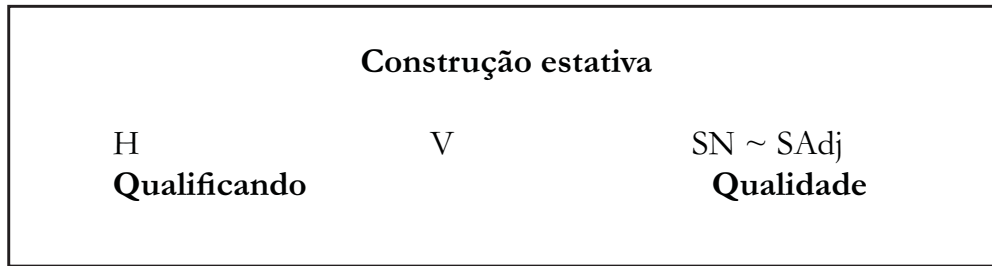 Construção estativa
H V SN ~ SAdj
Qualificando Qualidade